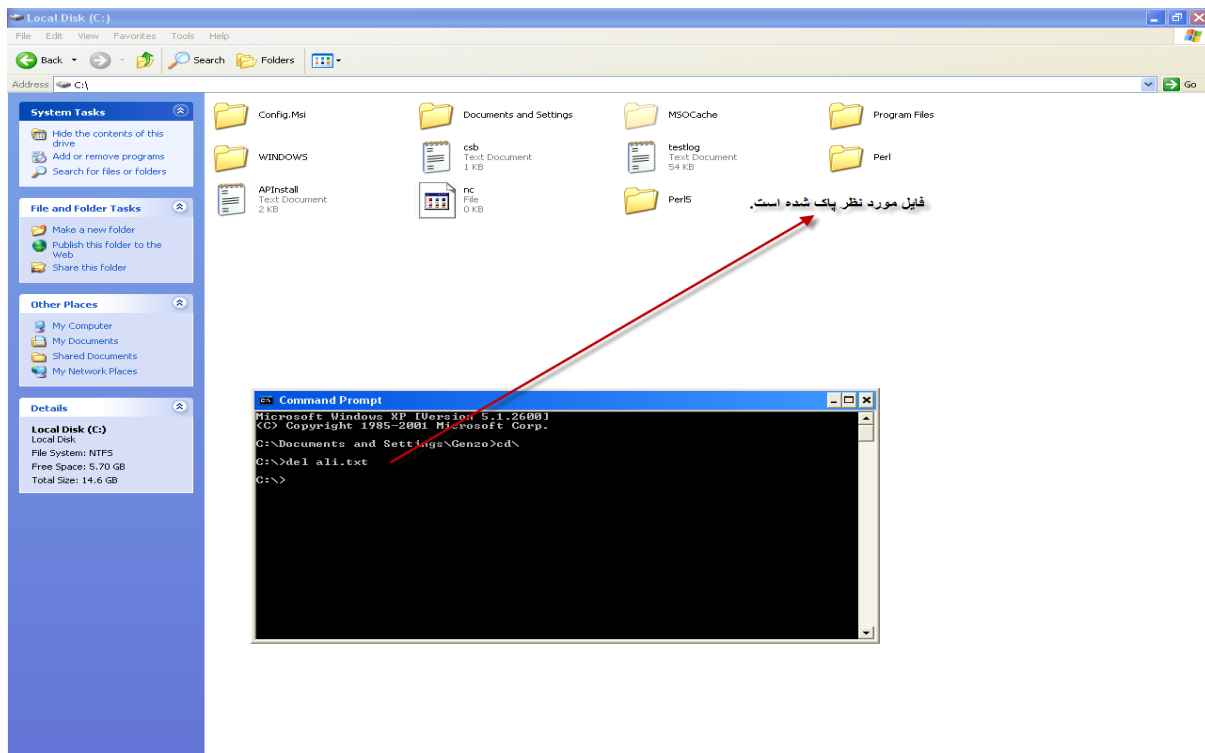 Local Disk (C:)
File Edit View Favorites Tools Help
Back Search Folders
Address C:\ Go
System Tasks
Hide the contents of this
drive
Add or remove programs
Search for files or folders
File and Folder Tasks
Make a new folder
Publish this folder to the
Web
Share this folder
Other Places
My Computer
My Documents
Shared Documents
My Network Places
Details
Local Disk (C:)
Local Disk
File System: NTFS
Free Space: 5.70 GB
Total Size: 14.6 GB
Config.Msi
Documents and Settings
MSOCache
Program Files
WINDOWS
csb
Text Document
1 KB
testlog
Text Document
54 KB
Perl
APInstall
Text Document
2 KB
nc
File
0 KB
Perl5
فایل مورد نظر پاک شده است.
Command Prompt
Microsoft Windows XP [Version 5.1.2600]
(C) Copyright 1985-2001 Microsoft Corp.
C:\Documents and Settings\Genzo>cd\
C:\>del ali.txt
C:\>